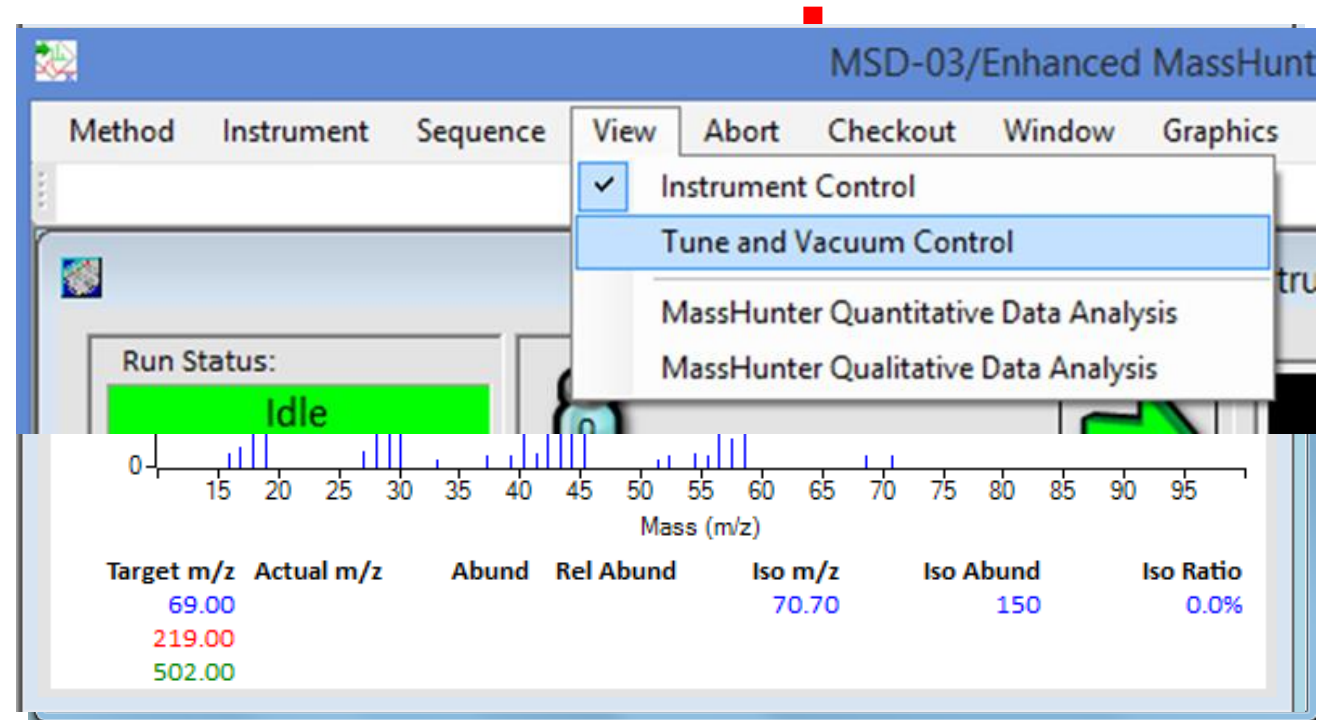 MSD-03/Enhanced MassHunt
Method Instrument Sequence View Abort Checkout Window Graphics
Instrument Control
Tune and Vacuum Control
MassHunter Quantitative Data Analysis
MassHunter Qualitative Data Analysis
tru
Run Status:
Idle
0
0
15 20 25 30 35 40 45 50 55 60 65 70 75 80 85 90 95
Mass (m/z)
Target m/z Actual m/z Abund Rel Abund Iso m/z Iso Abund Iso Ratio
69.00 70.70 150 0.0%
219.00
502.00